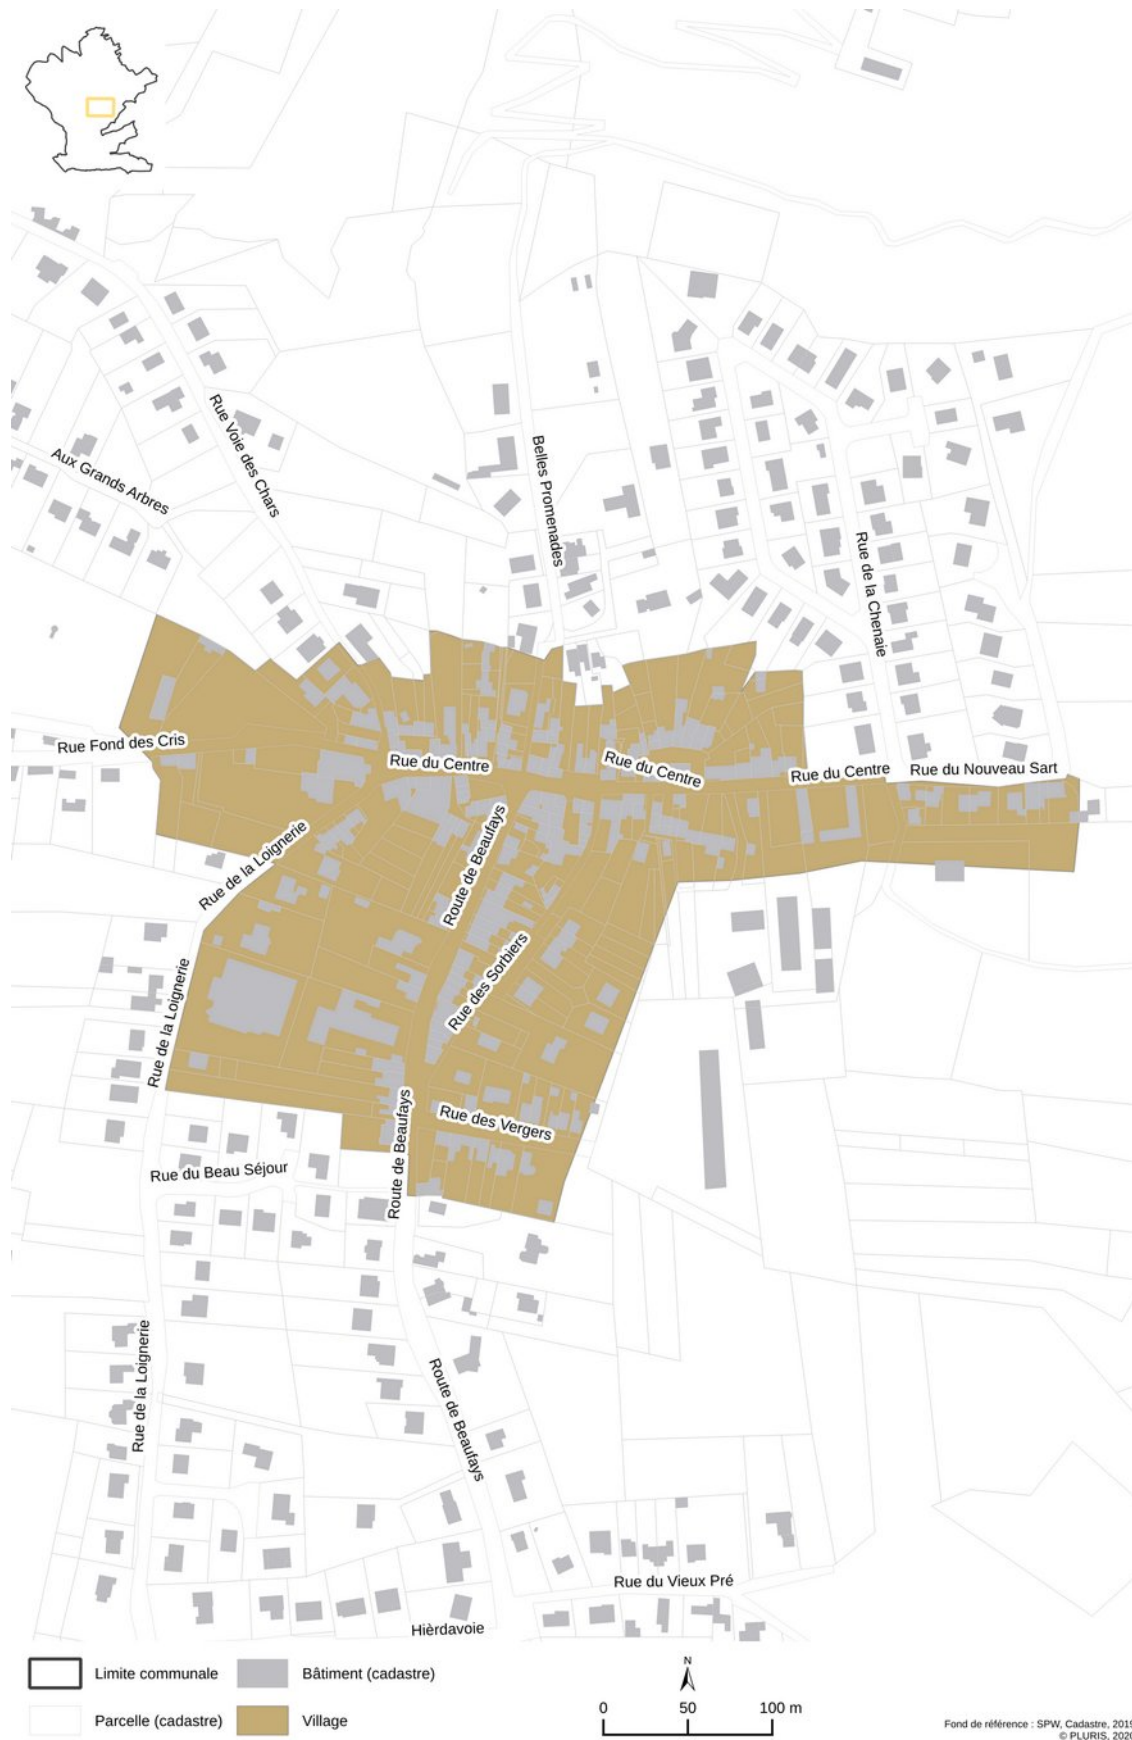 Rue Voie des Chars
Aux Grands Arbres
Belles Promenades
Rue de la Chenaie
Rue Fond des Cris
Rue du Centre
Rue du Centre
Rue du Centre
Rue du Nouveau Sart
Rue de la Loignerie
Route de Beaufays
Rue des Sorbiers
Rue de la Loignerie
Rue des Vergers
Route de Beaufays
Rue du Beau Séjour
Rue de la Loignerie
Route de Beaufays
Rue du Vieux Pré
Hièrdavoie
Limite communale
Bâtiment (cadastre)
Parcelle (cadastre)
Village
N
0 50 100 m
Fond de référence : SPW, Cadastre, 2019
© PLURIS, 2020